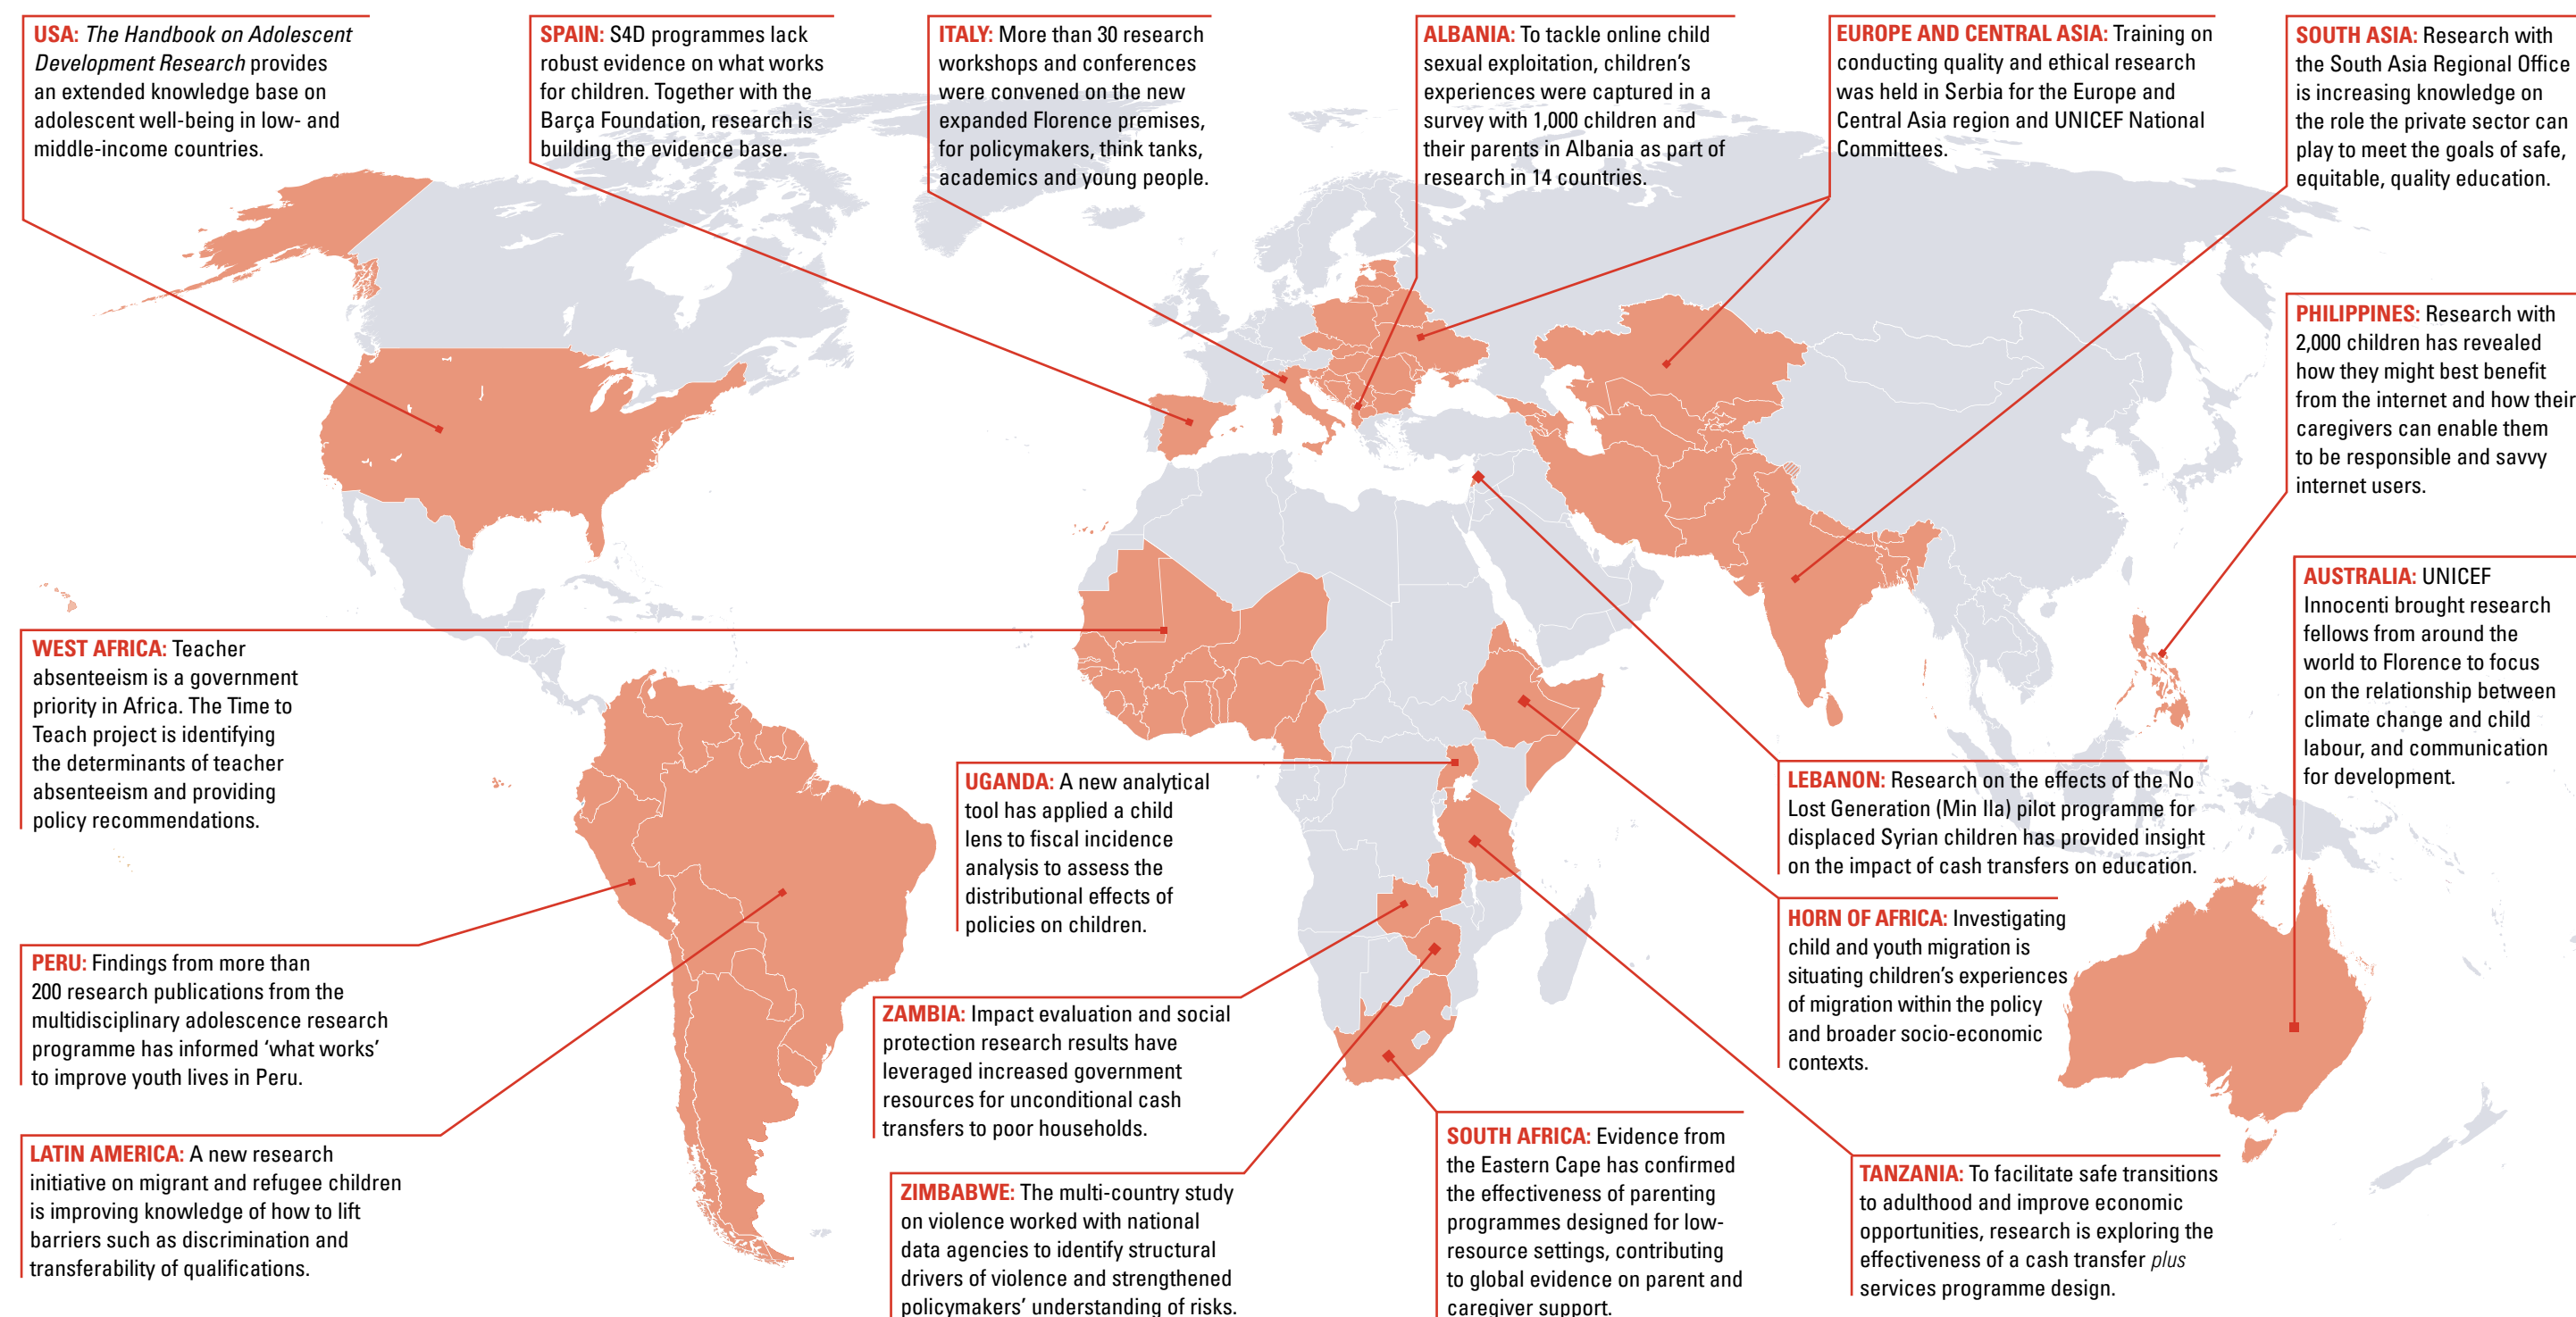 USA: The Handbook on Adolescent
Development Research provides
an extended knowledge base on
adolescent well-being in low- and
middle-income countries.
SPAIN: S4D programmes lack
robust evidence on what works
for children. Together with the
Barça Foundation, research is
building the evidence base.
ITALY: More than 30 research
workshops and conferences
were convened on the new
expanded Florence premises,
for policymakers, think tanks,
academics and young people.
ALBANIA: To tackle online child
sexual exploitation, children's
experiences were captured in a
survey with 1,000 children and
their parents in Albania as part of
research in 14 countries.
EUROPE AND CENTRAL ASIA: Training on
conducting quality and ethical research
was held in Serbia for the Europe and
Central Asia region and UNICEF National
Committees.
SOUTH ASIA: Research with
the South Asia Regional Office
is increasing knowledge on
the role the private sector can
play to meet the goals of safe,
equitable, quality education.
PHILIPPINES: Research with
2,000 children has revealed
how they might best benefit
from the internet and how their
caregivers can enable them
to be responsible and savvy
internet users.
AUSTRALIA: UNICEF
Innocenti brought research
fellows from around the
world to Florence to focus
on the relationship between
climate change and child
labour, and communication
for development.
WEST AFRICA: Teacher
absenteeism is a government
priority in Africa. The Time to
Teach project is identifying
the determinants of teacher
absenteeism and providing
policy recommendations.
UGANDA: A new analytical
tool has applied a child
lens to fiscal incidence
analysis to assess the
distributional effects of
policies on children.
LEBANON: Research on the effects of the No
Lost Generation (Min Ila) pilot programme for
displaced Syrian children has provided insight
on the impact of cash transfers on education.
HORN OF AFRICA: Investigating
child and youth migration is
situating children's experiences
of migration within the policy
and broader socio-economic
contexts.
PERU: Findings from more than
200 research publications from the
multidisciplinary adolescence research
programme has informed 'what works'
to improve youth lives in Peru.
ZAMBIA: Impact evaluation and social
protection research results have
leveraged increased government
resources for unconditional cash
transfers to poor households.
LATIN AMERICA: A new research
initiative on migrant and refugee children
is improving knowledge of how to lift
barriers such as discrimination and
transferability of qualifications.
ZIMBABWE: The multi-country study
on violence worked with national
data agencies to identify structural
drivers of violence and strengthened
policymakers' understanding of risks.
SOUTH AFRICA: Evidence from
the Eastern Cape has confirmed
the effectiveness of parenting
programmes designed for low-
resource settings, contributing
to global evidence on parent and
caregiver support.
TANZANIA: To facilitate safe transitions
to adulthood and improve economic
opportunities, research is exploring the
effectiveness of a cash transfer plus
services programme design.